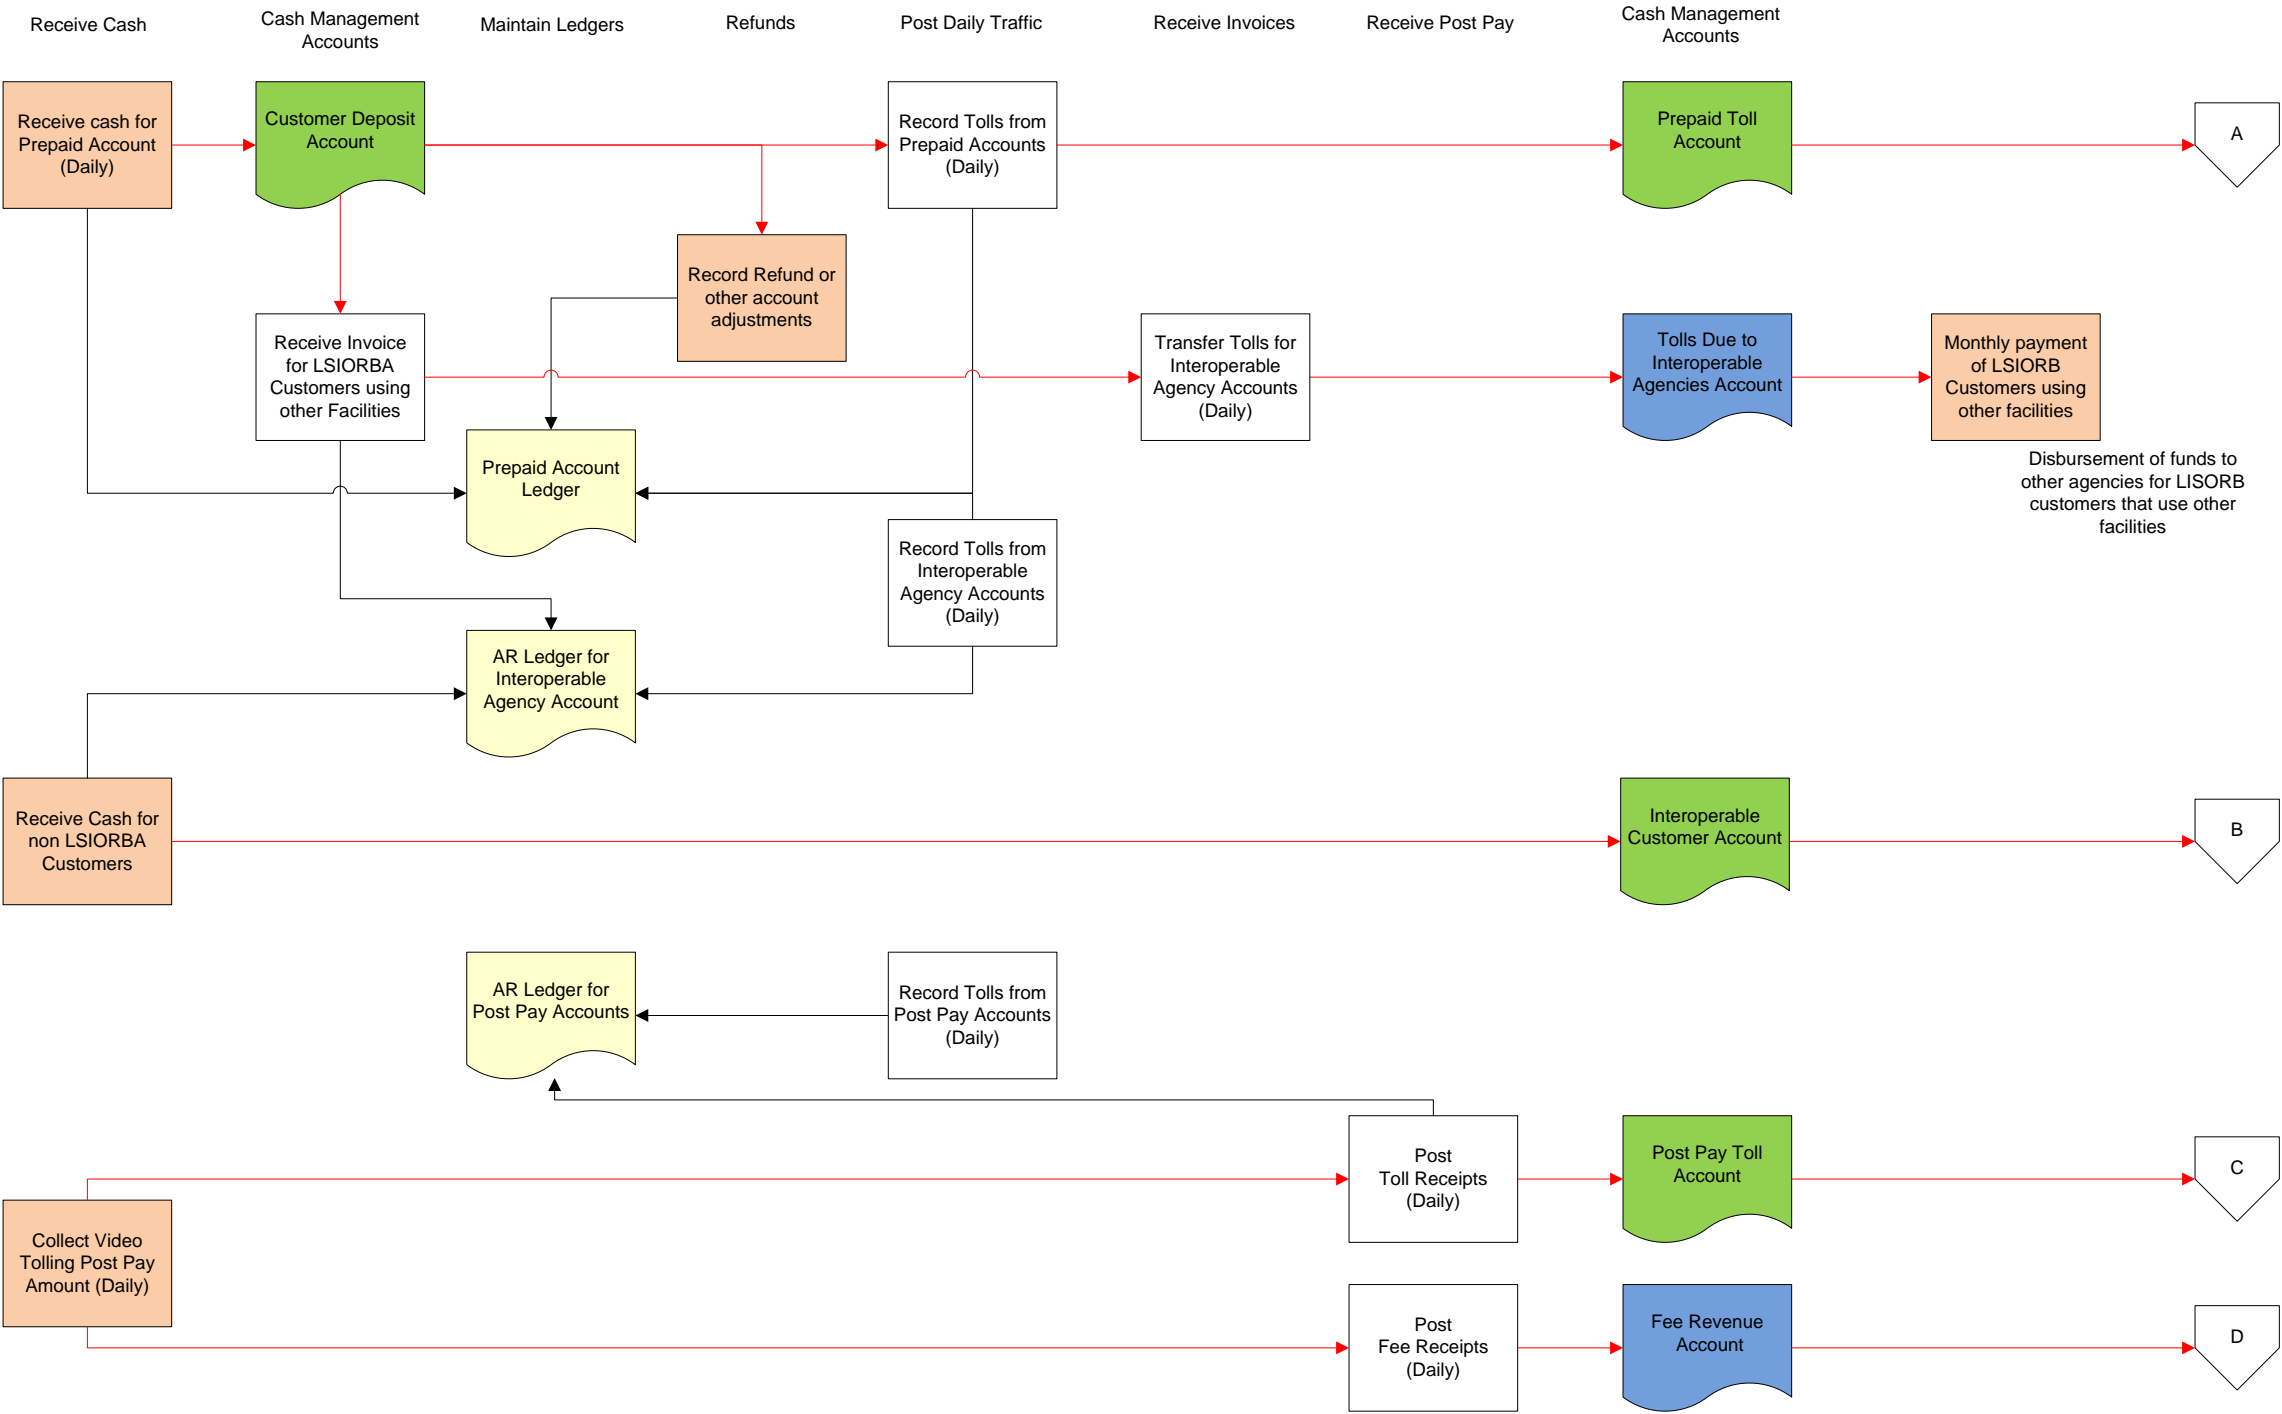 Receive Cash
Cash Management
Accounts
Maintain Ledgers
Refunds
Post Daily Traffic
Receive Invoices
Receive Post Pay
Cash Management
Accounts
Receive cash for
Prepaid Account
(Daily)
Customer Deposit
Account
Record Tolls from
Prepaid Accounts
(Daily)
Prepaid Toll
Account
A
Record Refund or
other account
adjustments
Receive Invoice
for LSIORBA
Customers using
other Facilities
Transfer Tolls for
Interoperable
Agency Accounts
(Daily)
Tolls Due to
Interoperable
Agencies Account
Monthly payment
of LSIORB
Customers using
other facilities
Disbursement of funds to
other agencies for LISORB
customers that use other
facilities
Prepaid Account
Ledger
Record Tolls from
Interoperable
Agency Accounts
(Daily)
AR Ledger for
Interoperable
Agency Account
Receive Cash for
non LSIORBA
Customers
Interoperable
Customer Account
B
AR Ledger for
Post Pay Accounts
Record Tolls from
Post Pay Accounts
(Daily)
Post
Toll Receipts
(Daily)
Post Pay Toll
Account
C
Collect Video
Tolling Post Pay
Amount (Daily)
Post
Fee Receipts
(Daily)
Fee Revenue
Account
D